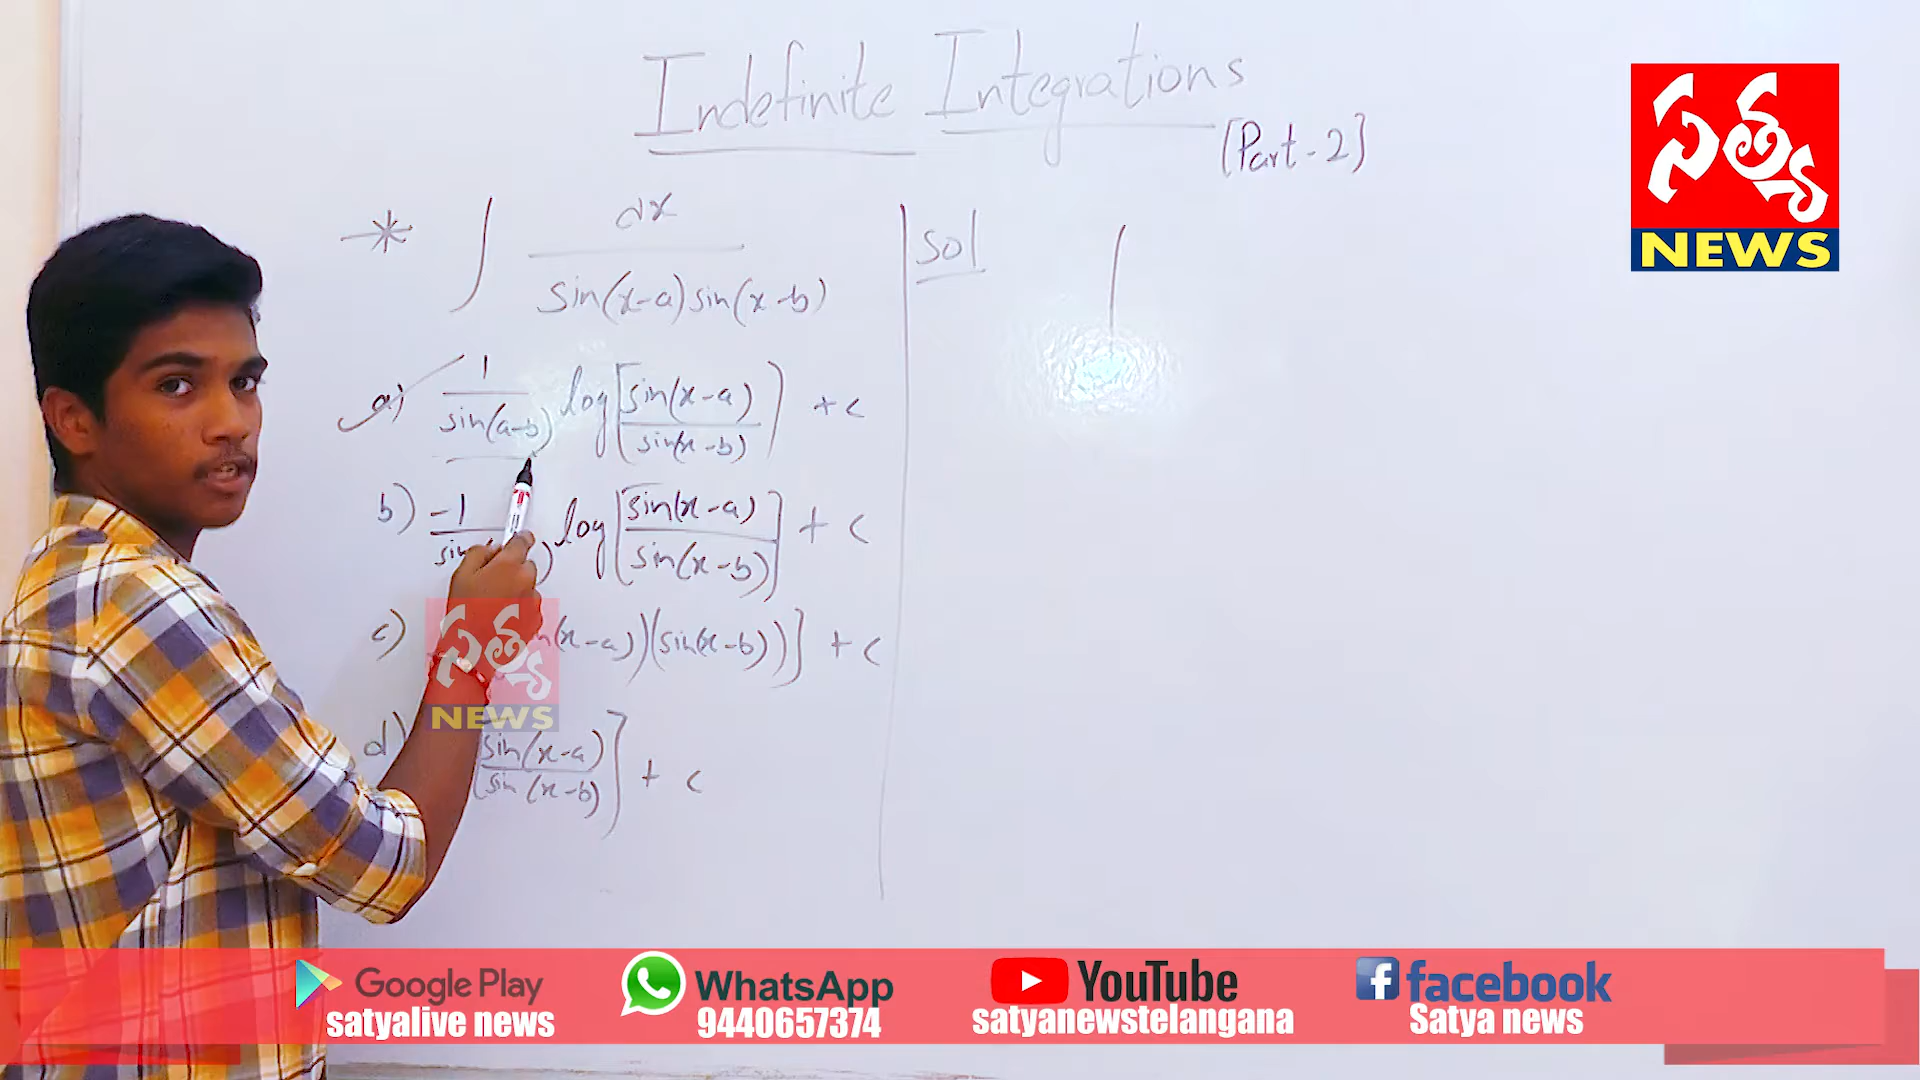 Indefinite Integrations
[Part-2]
సత్య
NEWS
* ∫ dx
sin(x-a) sin(x-b)
a) 1
sin(a-b) log[sin(x-a)
sin(x-b)] + c
b) -1
log[sin(x-a)
sin(x-b)] + c
c) (x-a))(sin(x-b))] + c
d) sin(x-a)
sin(x-b)] + c
Sol ∫
సత్య
NEWS
Google Play
satyalive news
WhatsApp
9440657374
YouTube
satyanewstelangana
facebook
Satya news